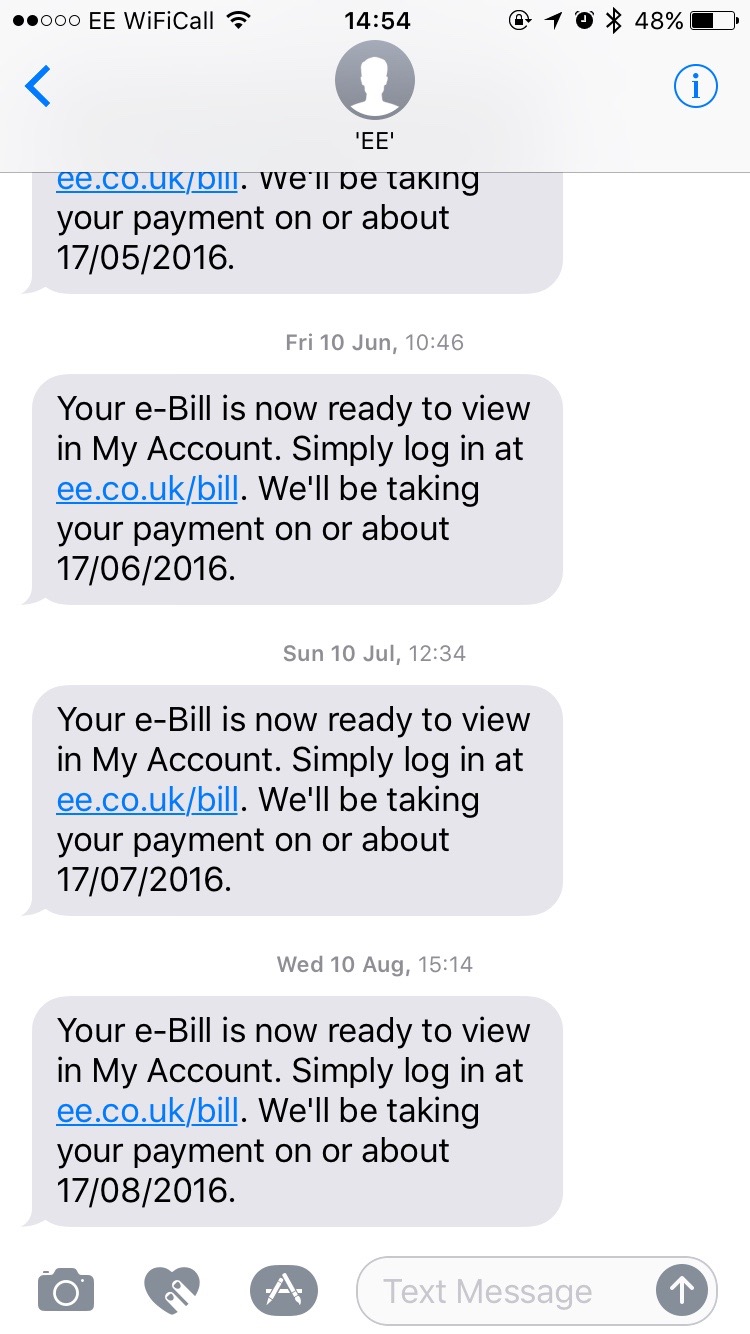 EE WiFiCall 14:54 48%
'EE'
ee.co.uk/bill. We'll be taking
your payment on or about
17/05/2016.
Fri 10 Jun, 10:46
Your e-Bill is now ready to view
in My Account. Simply log in at
ee.co.uk/bill. We'll be taking
your payment on or about
17/06/2016.
Sun 10 Jul, 12:34
Your e-Bill is now ready to view
in My Account. Simply log in at
ee.co.uk/bill. We'll be taking
your payment on or about
17/07/2016.
Wed 10 Aug, 15:14
Your e-Bill is now ready to view
in My Account. Simply log in at
ee.co.uk/bill. We'll be taking
your payment on or about
17/08/2016.
Text Message